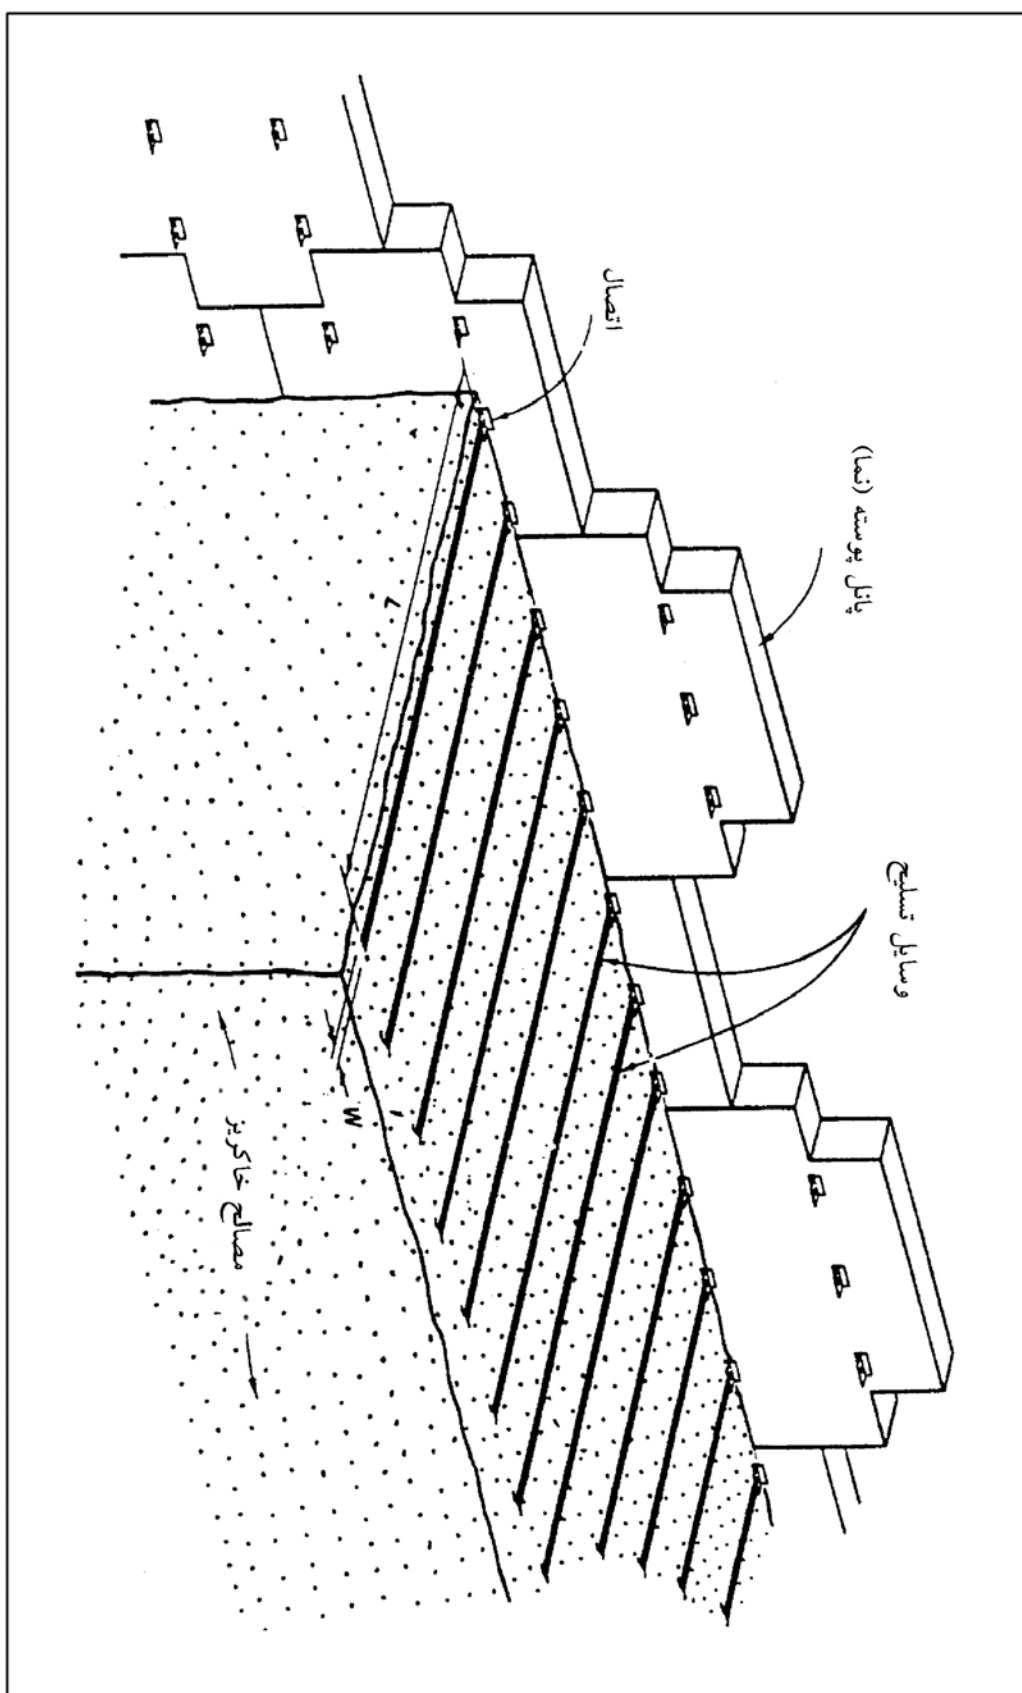 اتصال
پانل پوسته (نما)
وسایل تسلیح
L
W
مصالح خاکریز